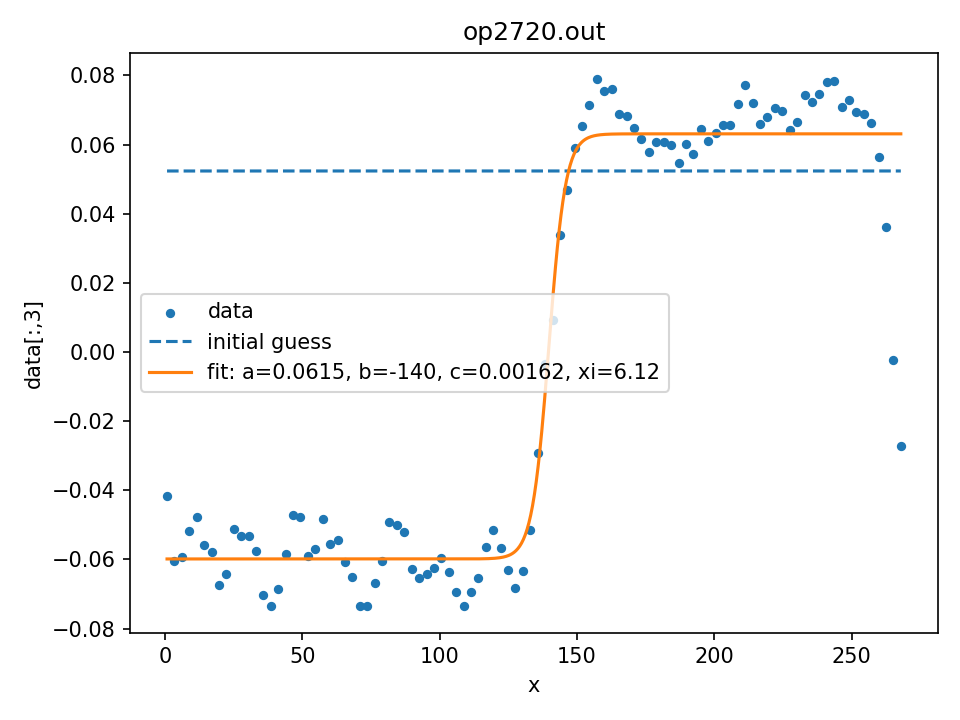 op2720.out
0.08
0.06
0.04
0.02
0.00
−0.02
−0.04
−0.06
−0.08
data[:,3]
data
initial guess
fit: a=0.0615, b=-140, c=0.00162, xi=6.12
0 50 100 150 200 250
x